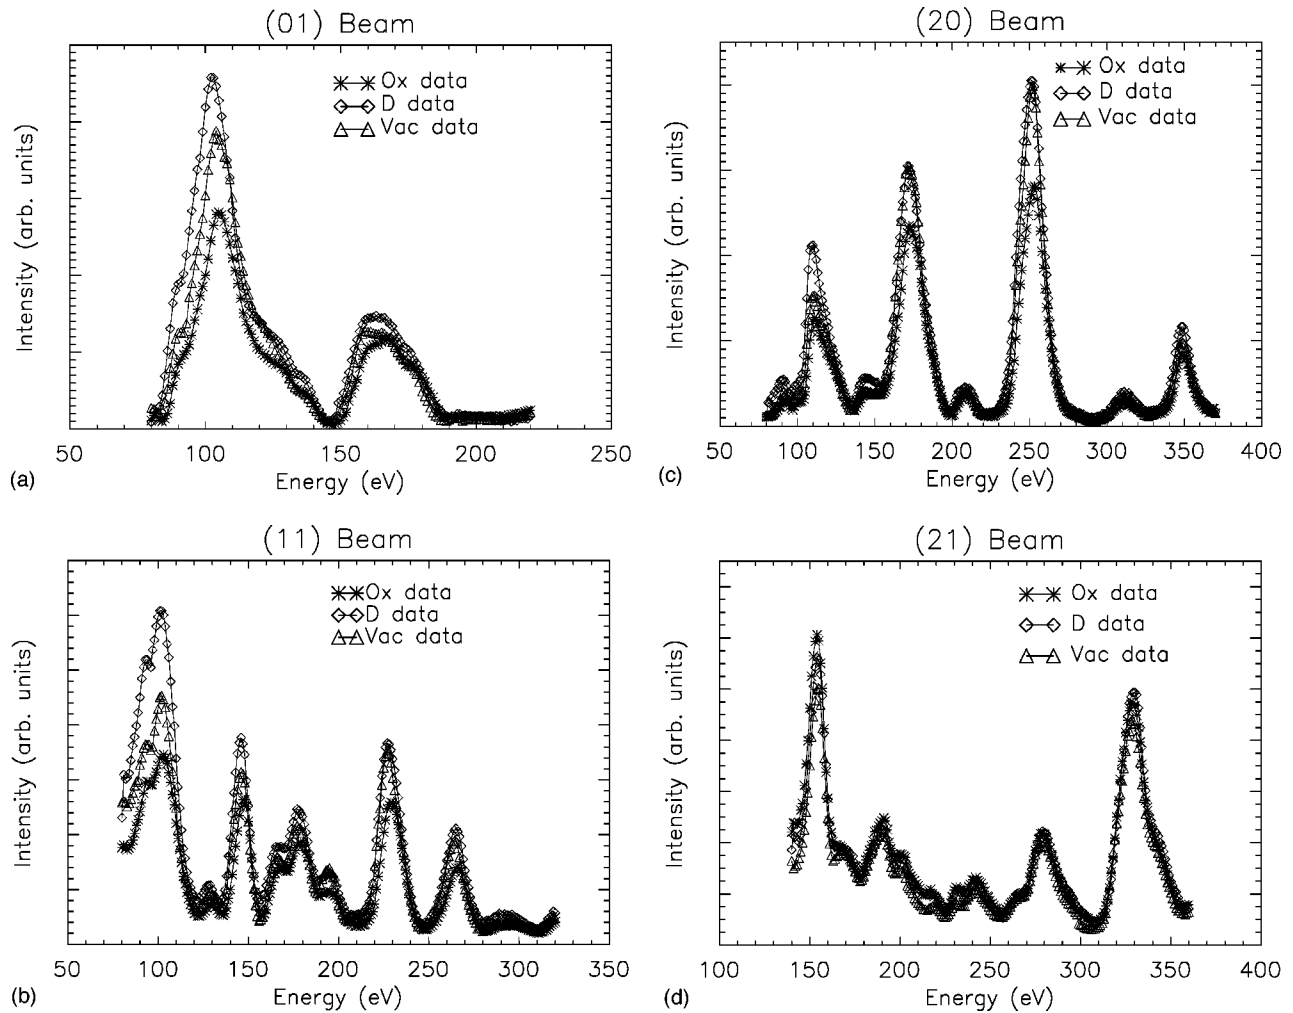 (01) Beam
Ox data
D data
Vac data
Intensity (arb. units)
50 100 150 200 250
Energy (eV)
(a)
(20) Beam
Ox data
D data
Vac data
Intensity (arb. units)
50 100 150 200 250 300 350 400
Energy (eV)
(c)
(11) Beam
Ox data
D data
Vac data
Intensity (arb. units)
50 100 150 200 250 300 350
Energy (eV)
(b)
(21) Beam
Ox data
D data
Vac data
Intensity (arb. units)
100 150 200 250 300 350 400
Energy (eV)
(d)